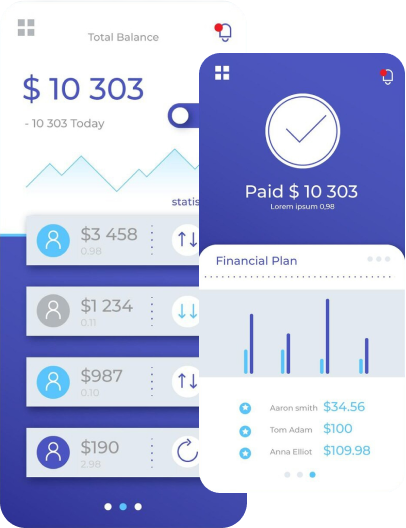 Total Balance
$ 10 303
- 10 303 Today
statis
$3 458
0.98
$1 234
0.11
$987
0.10
$190
2.98
Paid $ 10 303
Lorem ipsum 0,98
Financial Plan
Aaron smith $34.56
Tom Adam $100
Anna Elliot $109.98